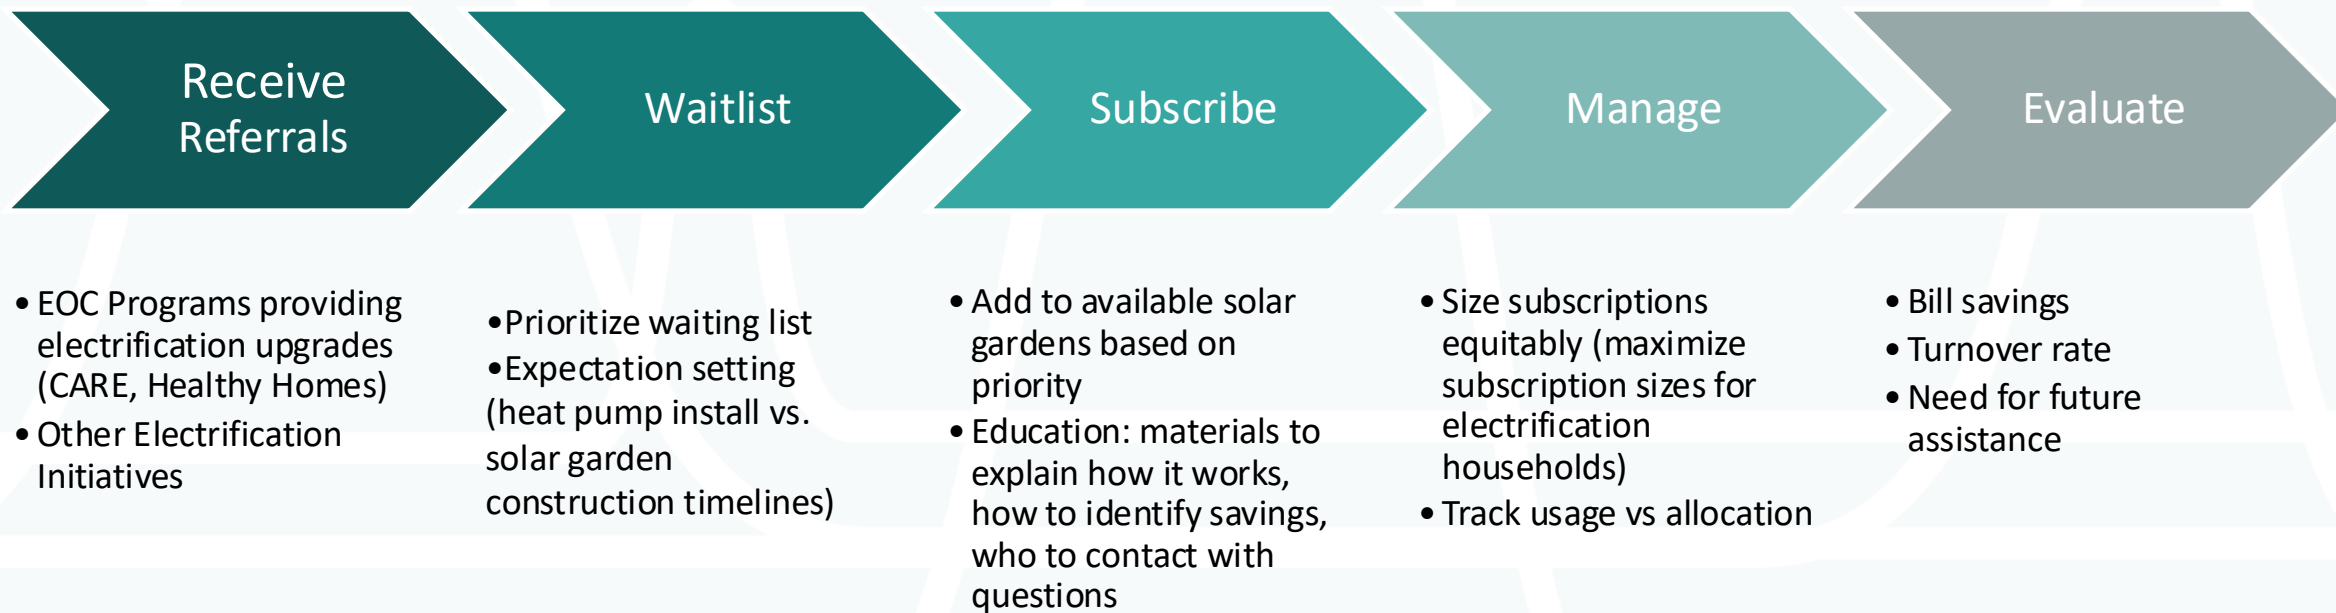 Receive
Referrals
Waitlist
Subscribe
Manage
Evaluate
• EOC Programs providing
electrification upgrades
(CARE, Healthy Homes)
• Other Electrification
Initiatives
•Prioritize waiting list
•Expectation setting
(heat pump install vs.
solar garden
construction timelines)
• Add to available solar
gardens based on
priority
• Education: materials to
explain how it works,
how to identify savings,
who to contact with
questions
• Size subscriptions
equitably (maximize
subscription sizes for
electrification
households)
• Track usage vs allocation
• Bill savings
• Turnover rate
• Need for future
assistance